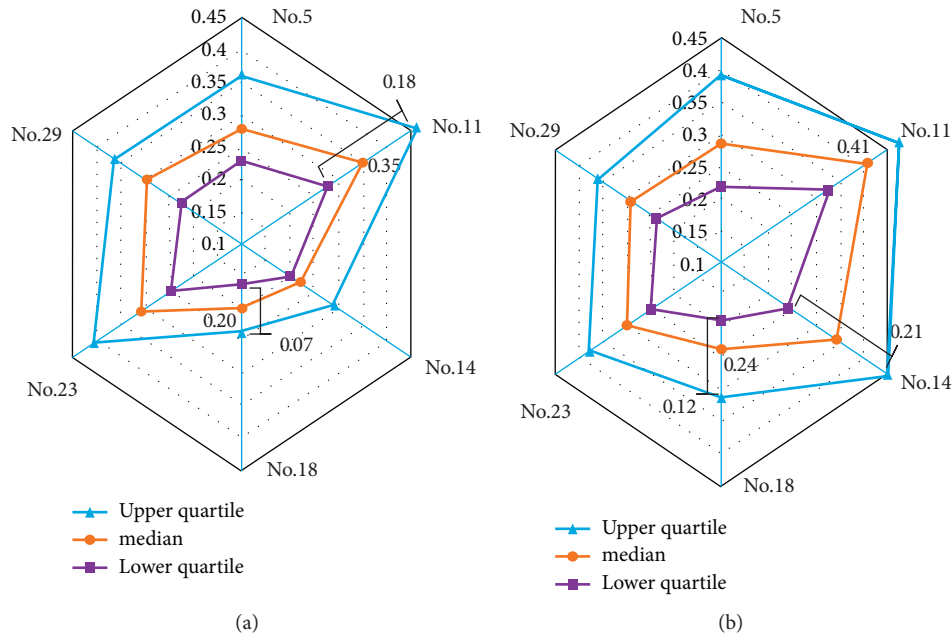 No.5
0.45
0.4
0.35
0.3
0.25
0.2
0.15
0.1
0.18
No.11
0.35
No.29
0.20
0.07
No.14
No.23
No.18
Upper quartile
median
Lower quartile
(a)
No.5
0.45
0.4
0.35
0.3
0.25
0.2
0.15
0.1
No.11
0.41
No.29
0.21
No.14
0.24
0.12
No.23
No.18
Upper quartile
median
Lower quartile
(b)